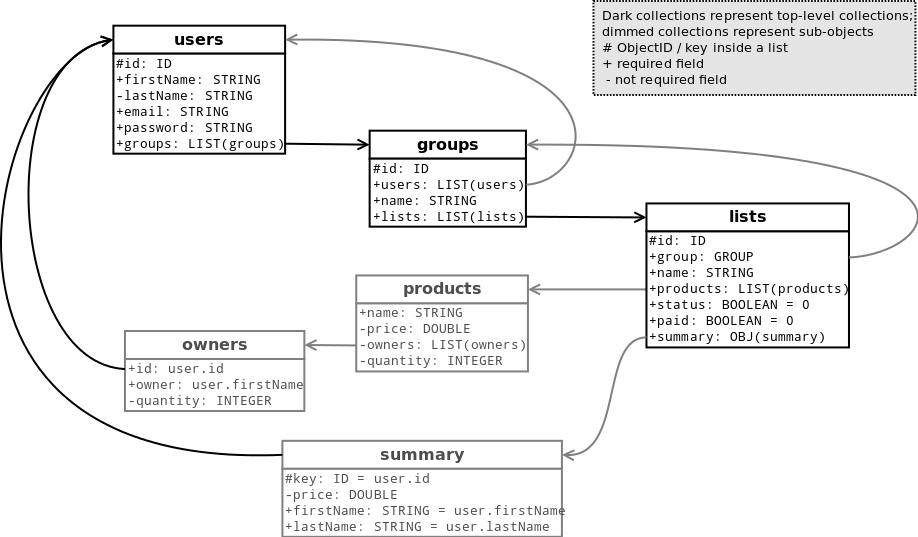 Dark collections represent top-level collections;
dimmed collections represent sub-objects
# ObjectID / key inside a list
+ required field
- not required field
users
#id: ID
+firstName: STRING
-lastName: STRING
+email: STRING
+password: STRING
+groups: LIST(groups)
groups
#id: ID
+users: LIST(users)
+name: STRING
+lists: LIST(lists)
lists
#id: ID
+group: GROUP
+name: STRING
+products: LIST(products)
+status: BOOLEAN = 0
+paid: BOOLEAN = 0
+summary: OBJ(summary)
products
+name: STRING
-price: DOUBLE
-owners: LIST(owners)
-quantity: INTEGER
owners
+id: user.id
+owner: user.firstName
-quantity: INTEGER
summary
#key: ID = user.id
-price: DOUBLE
+firstName: STRING = user.firstName
+lastName: STRING = user.lastName